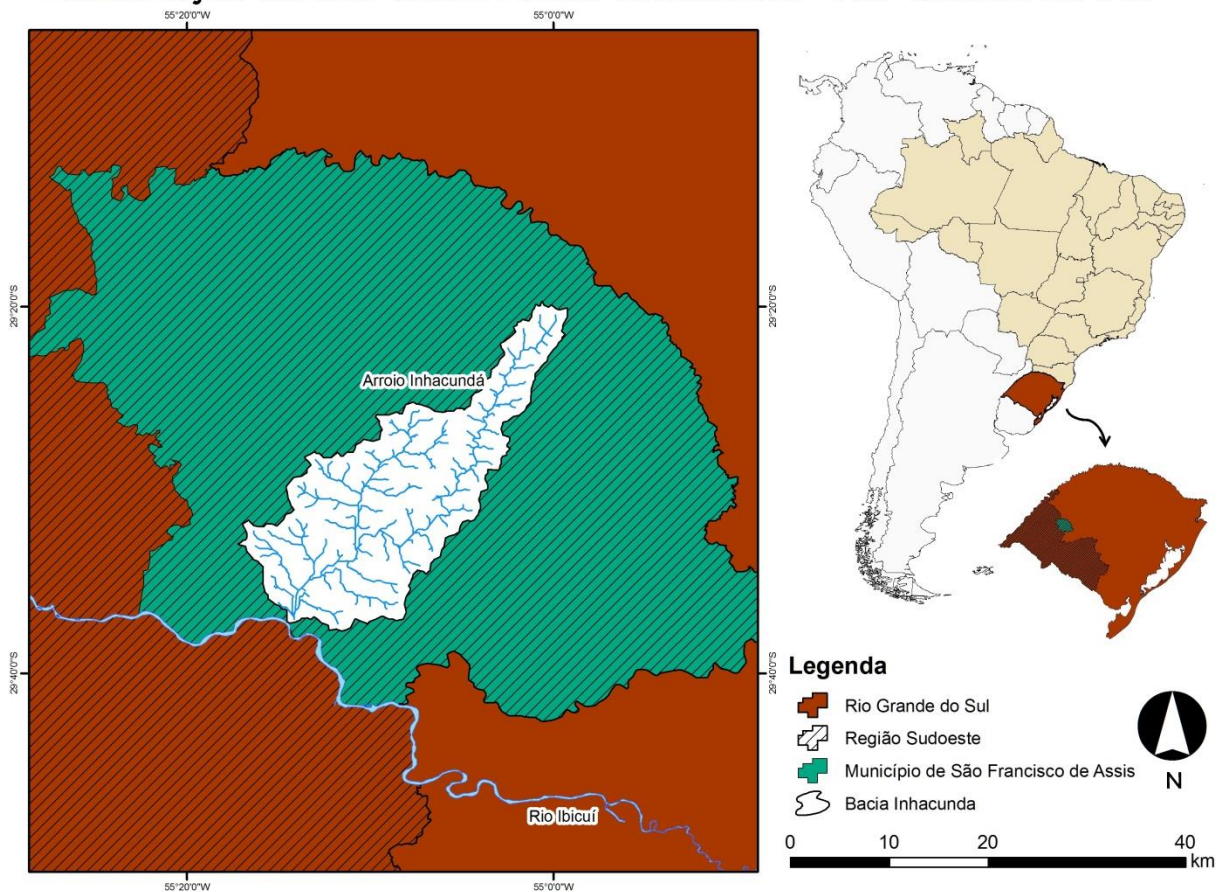 55°20'0"W
55°0'0"W
29°20'0"S
29°20'0"S
Arroio Inhacundá
29°40'0"S
29°40'0"S
Rio Ibicuí
55°20'0"W
55°0'0"W
Legenda
Rio Grande do Sul
Região Sudoeste
Município de São Francisco de Assis
Bacia Inhacunda
N
0 10 20 40
km